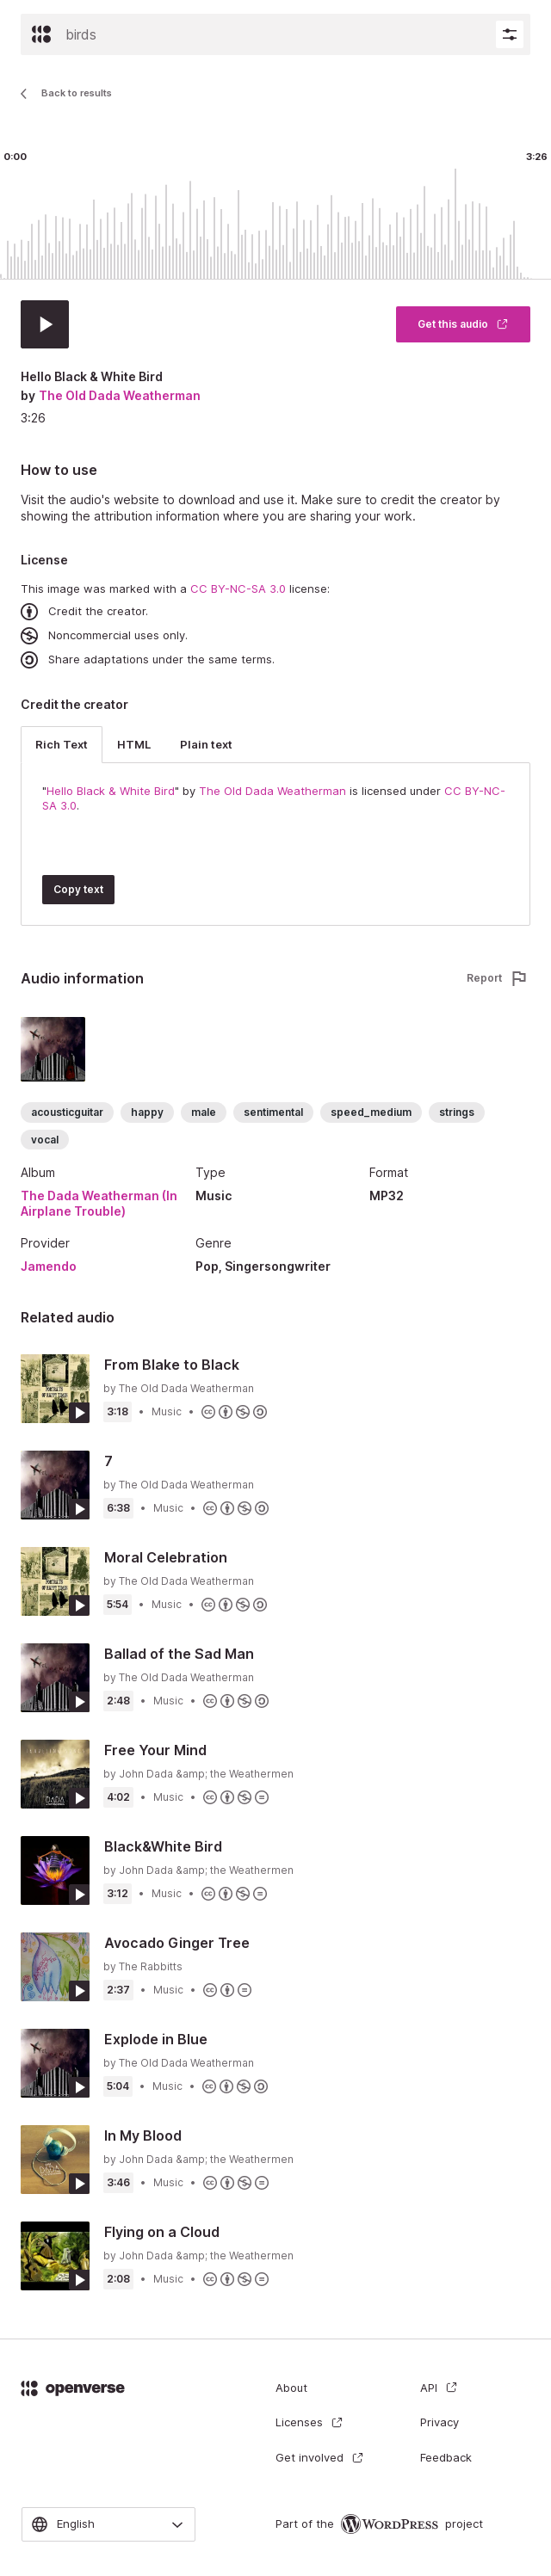 birds
Back to results
0:00 3:26
Get this audio
Hello Black & White Bird
by The Old Dada Weatherman
3:26
How to use
Visit the audio's website to download and use it. Make sure to credit the creator by
showing the attribution information where you are sharing your work.
License
This image was marked with a CC BY-NC-SA 3.0 license:
Credit the creator.
Noncommercial uses only.
Share adaptations under the same terms.
Credit the creator
Rich Text HTML Plain text
"Hello Black & White Bird" by The Old Dada Weatherman is licensed under CC BY-NC-
SA 3.0.
Copy text
Audio information Report
acousticguitar happy male sentimental speed_medium strings
vocal
Album Type Format
The Dada Weatherman (In Music MP32
Airplane Trouble)
Provider Genre
Jamendo Pop, Singersongwriter
Related audio
From Blake to Black
by The Old Dada Weatherman
3:18 • Music •
7
by The Old Dada Weatherman
6:38 • Music •
Moral Celebration
by The Old Dada Weatherman
5:54 • Music •
Ballad of the Sad Man
by The Old Dada Weatherman
2:48 • Music •
Free Your Mind
by John Dada &amp; the Weathermen
4:02 • Music •
Black&White Bird
by John Dada &amp; the Weathermen
3:12 • Music •
Avocado Ginger Tree
by The Rabbitts
2:37 • Music •
Explode in Blue
by The Old Dada Weatherman
5:04 • Music •
In My Blood
by John Dada &amp; the Weathermen
3:46 • Music •
Flying on a Cloud
by John Dada &amp; the Weathermen
2:08 • Music •
openverse About API
Licenses Privacy
Get involved Feedback
English Part of the WordPress project